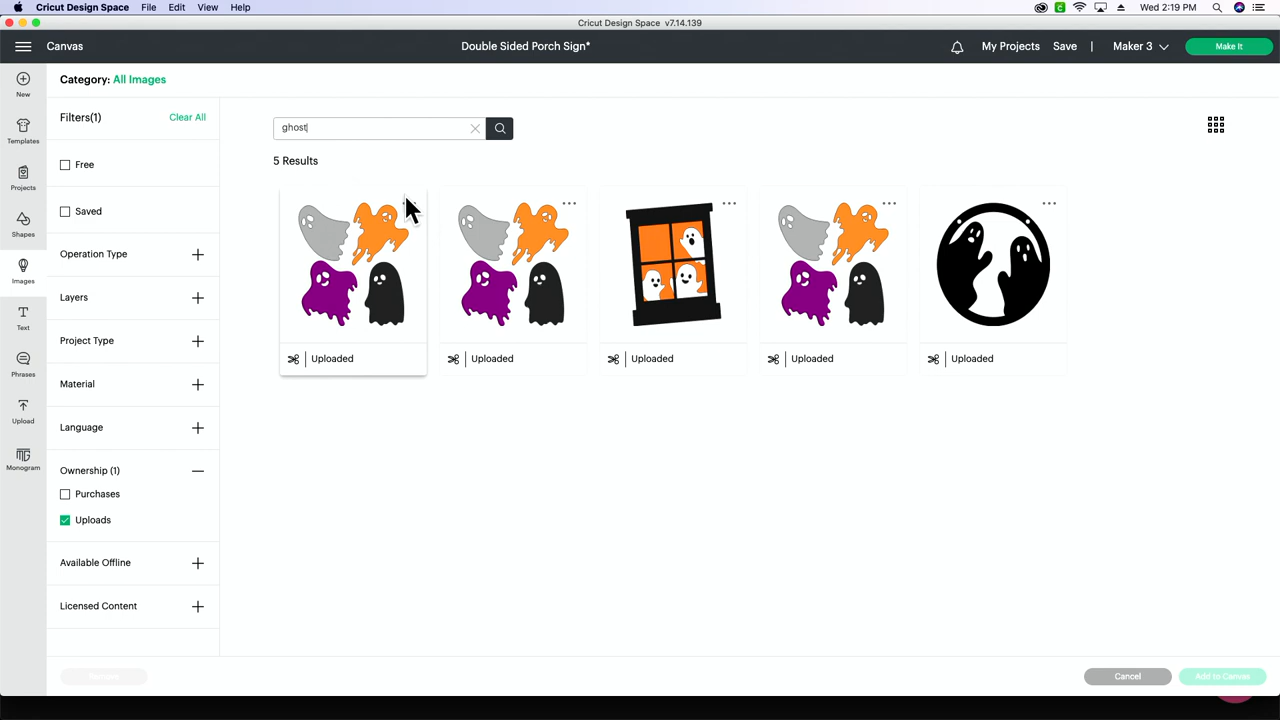 Cricut Design Space File Edit View Help Wed 2:19 PM
Cricut Design Space v7.14.139
Canvas Double Sided Porch Sign* My Projects Save | Maker 3 Make It
Category: All Images
New
Templates
Projects
Shapes
Images
Text
Phrases
Upload
Monogram
Filters(1) Clear All
Free
Saved
Operation Type
Layers
Project Type
Material
Language
Ownership (1)
Purchases
Uploads
Available Offline
Licensed Content
ghost
5 Results
Uploaded
Uploaded
Uploaded
Uploaded
Uploaded
Cancel Add to Canvas